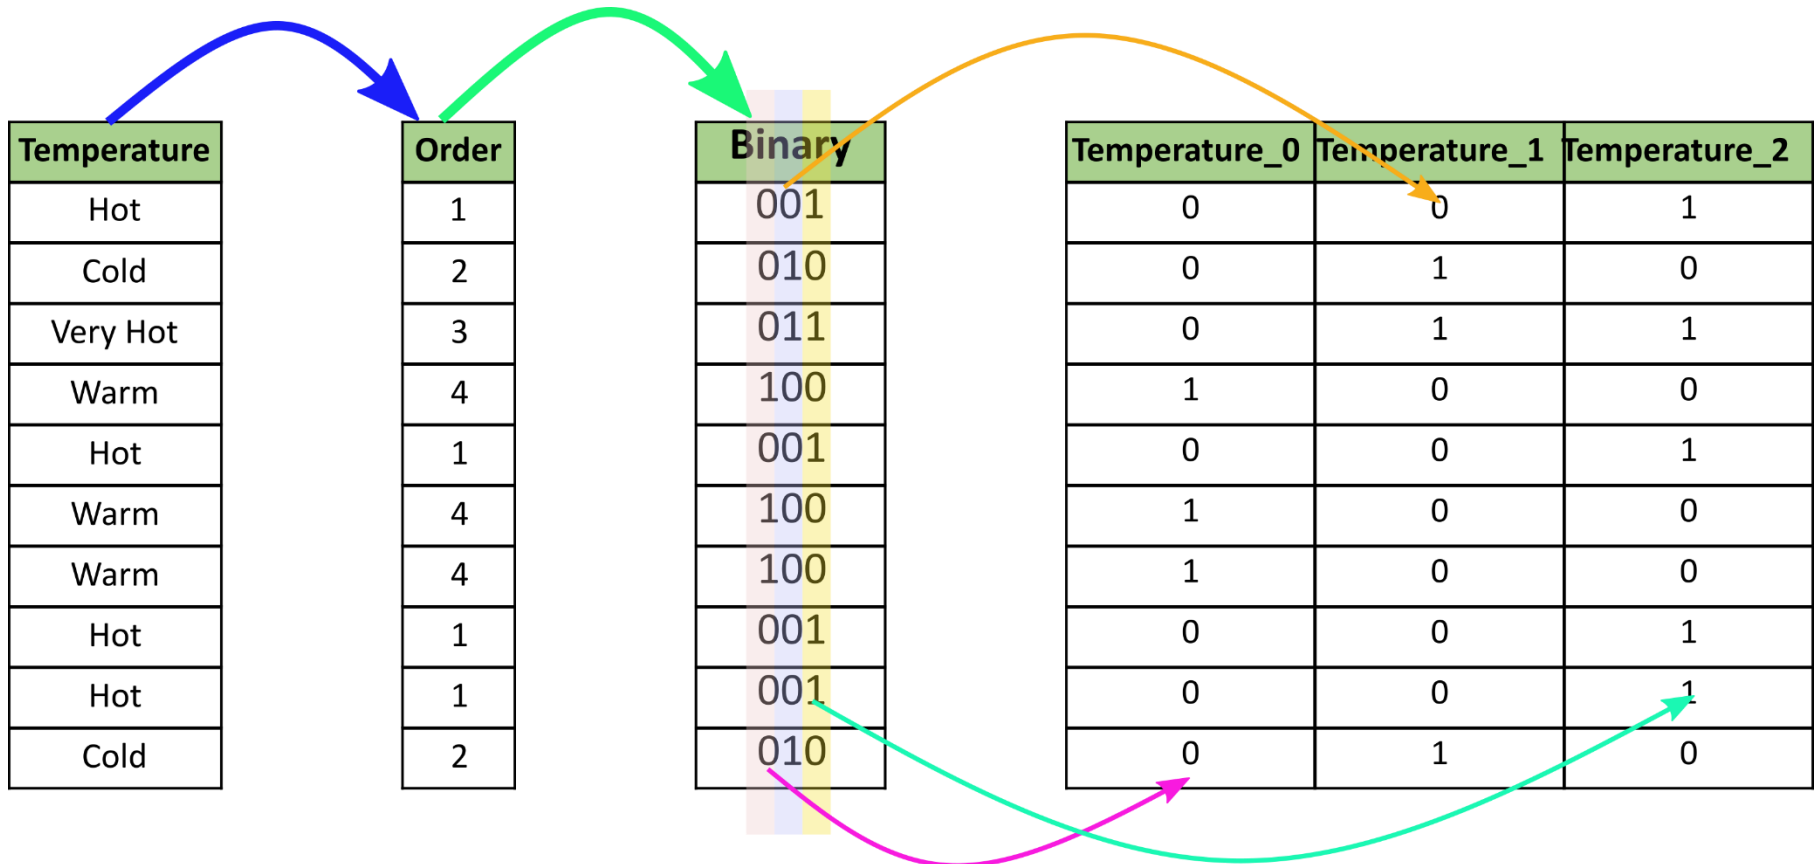 Temperature Order Binary Temperature_0 Temperature_1 Temperature_2
Hot 1 001 0 0 1
Cold 2 010 0 1 0
Very Hot 3 011 0 1 1
Warm 4 100 1 0 0
Hot 1 001 0 0 1
Warm 4 100 1 0 0
Warm 4 100 1 0 0
Hot 1 001 0 0 1
Hot 1 001 0 0 1
Cold 2 010 0 1 0